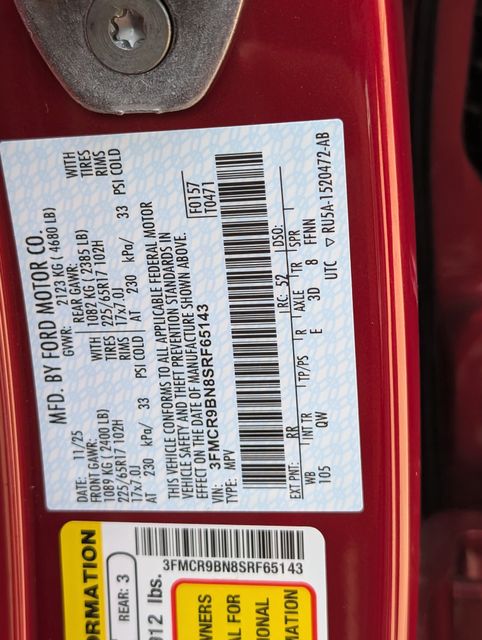 MFD. BY FORD MOTOR CO.
DATE: 11/25 GVWR: 2123 KG ( 4680 LB)
FRONT GAWR: REAR GAWR: WITH
1089 KG ( 2400 LB) 1082 KG ( 2385 LB) TIRES
225/65R17 102H TIRES 225/65R17 102H RIMS
17x7.0J RIMS 17x7.0J
AT 230 kPa/ 33 PSI COLD AT 230 kPa/ 33 PSI COLD
THIS VEHICLE CONFORMS TO ALL APPLICABLE FEDERAL MOTOR
VEHICLE SAFETY AND THEFT PREVENTION STANDARDS IN
EFFECT ON THE DATE OF MANUFACTURE SHOWN ABOVE.
VIN: 3FMCR9BN8SRF65143 F0157
TYPE: MPV T0471
EXT PNT: RR RC: 52 DSO:
WB INT TR TP/PS R AXLE TR SPR
105 QW E 3D 8 FFNN
UTC ▽ RU5A-1520472-AB
3FMCR9BN8SRF65143
REAR: 3